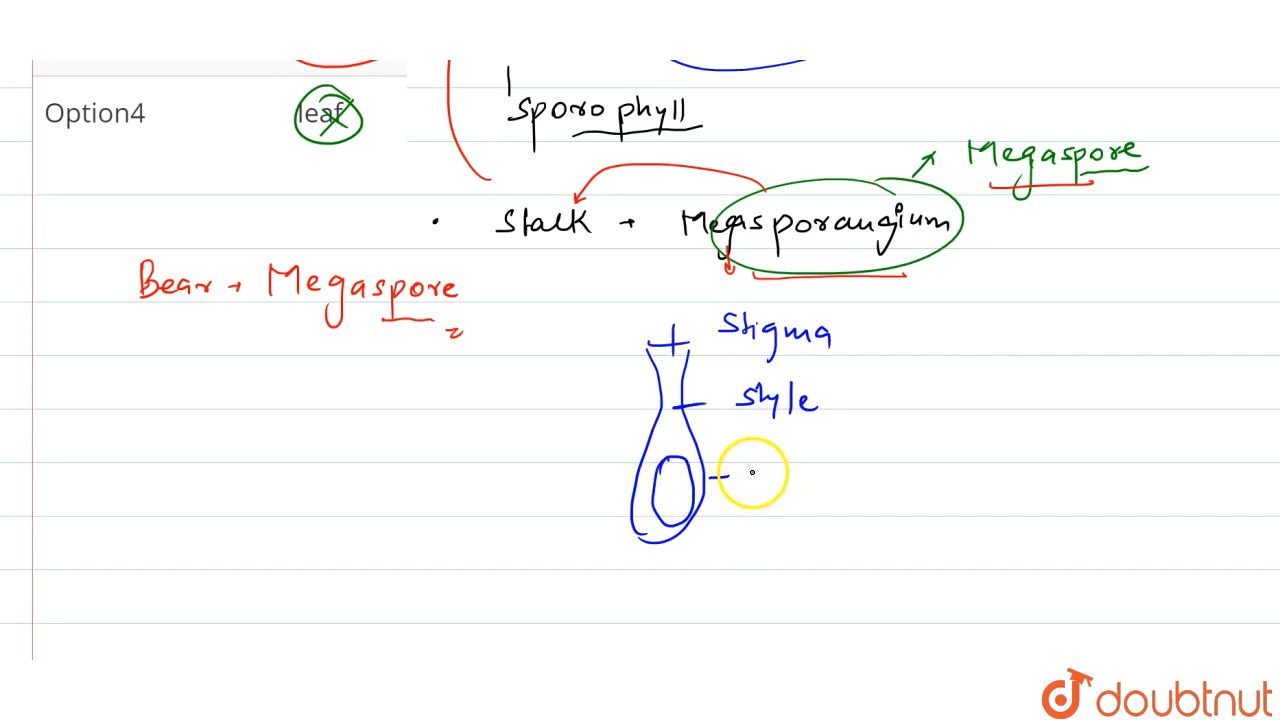 Option4 leaf
Sporophyll
Megaspore
Stalk → Megasporangium
Bear → Megaspore
Stigma
Style
doubtnut